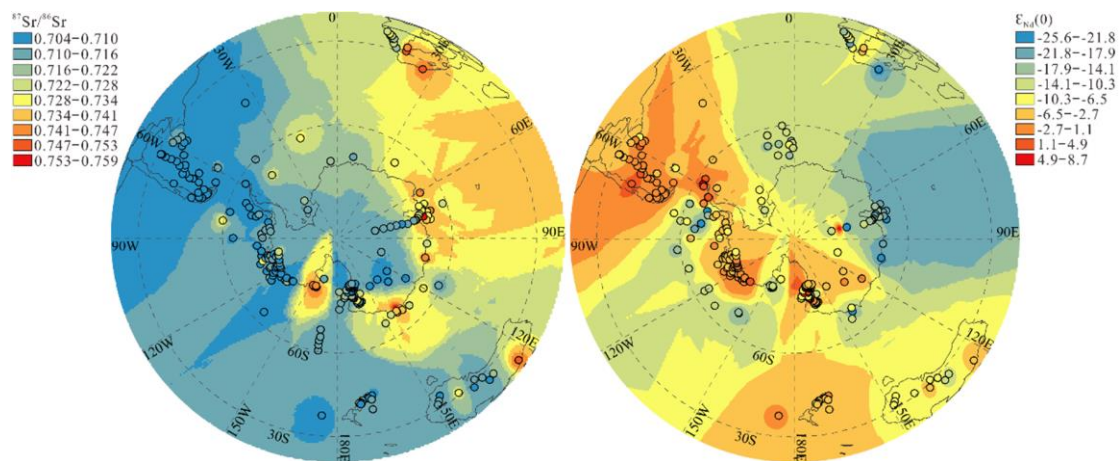 ⁸⁷Sr/⁸⁶Sr
0.704-0.710
0.710-0.716
0.716-0.722
0.722-0.728
0.728-0.734
0.734-0.741
0.741-0.747
0.747-0.753
0.753-0.759
0
30E
60E
90E
120E
150E
180E
150W
120W
90W
60W
30W
60S
30S
ε_Nd(0)
-25.6--21.8
-21.8--17.9
-17.9--14.1
-14.1--10.3
-10.3--6.5
-6.5--2.7
-2.7-1.1
1.1-4.9
4.9-8.7
0
30E
60E
90E
120E
150E
180E
150W
120W
90W
60W
30W
60S
30S